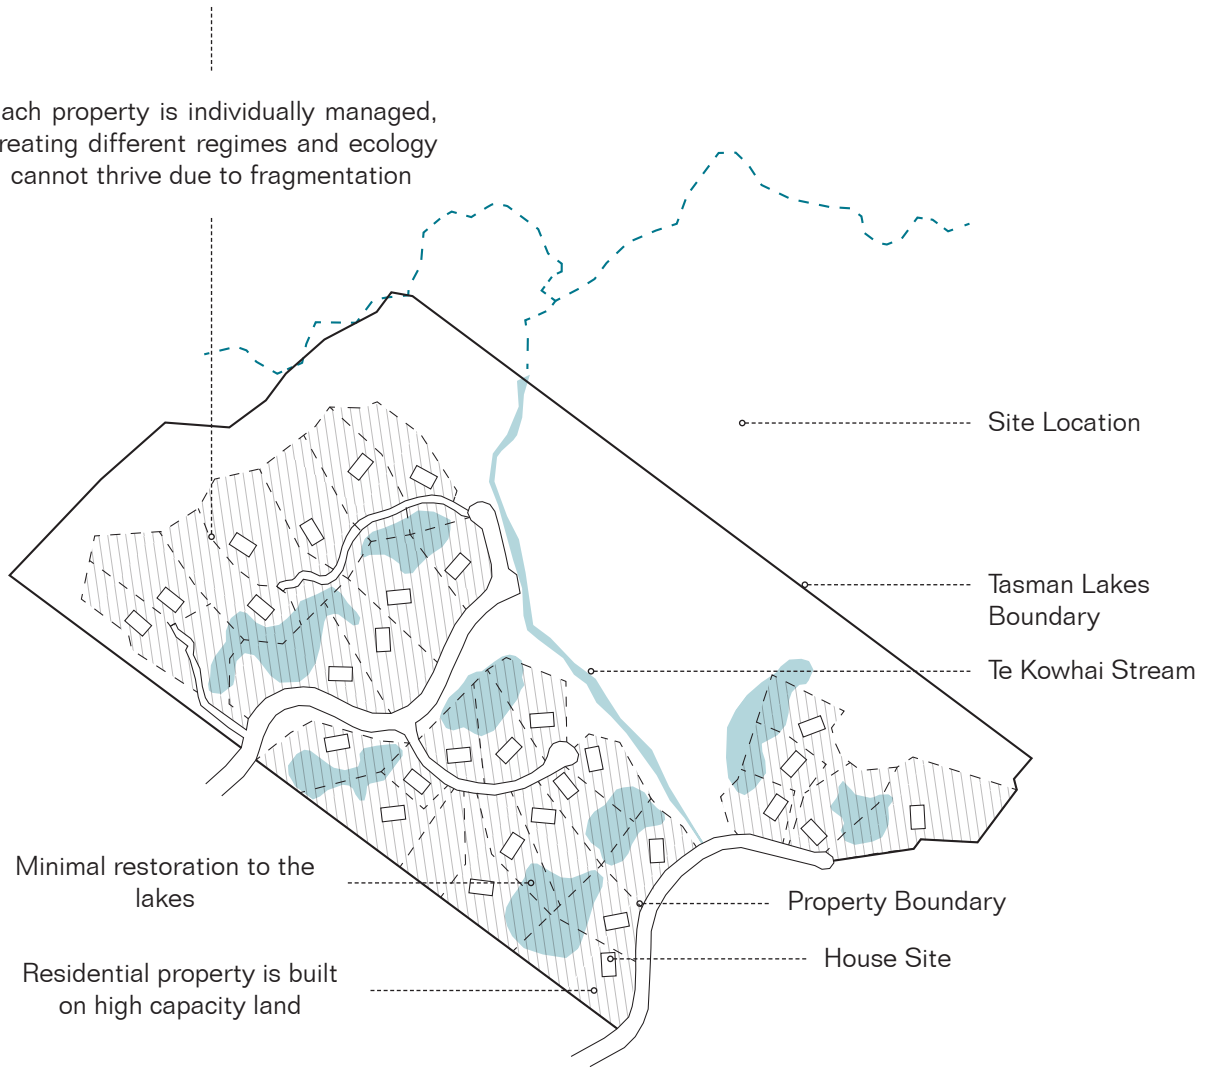 ach property is individually managed,
reating different regimes and ecology
cannot thrive due to fragmentation
Site Location
Tasman Lakes
Boundary
Te Kowhai Stream
Minimal restoration to the
lakes
Property Boundary
House Site
Residential property is built
on high capacity land